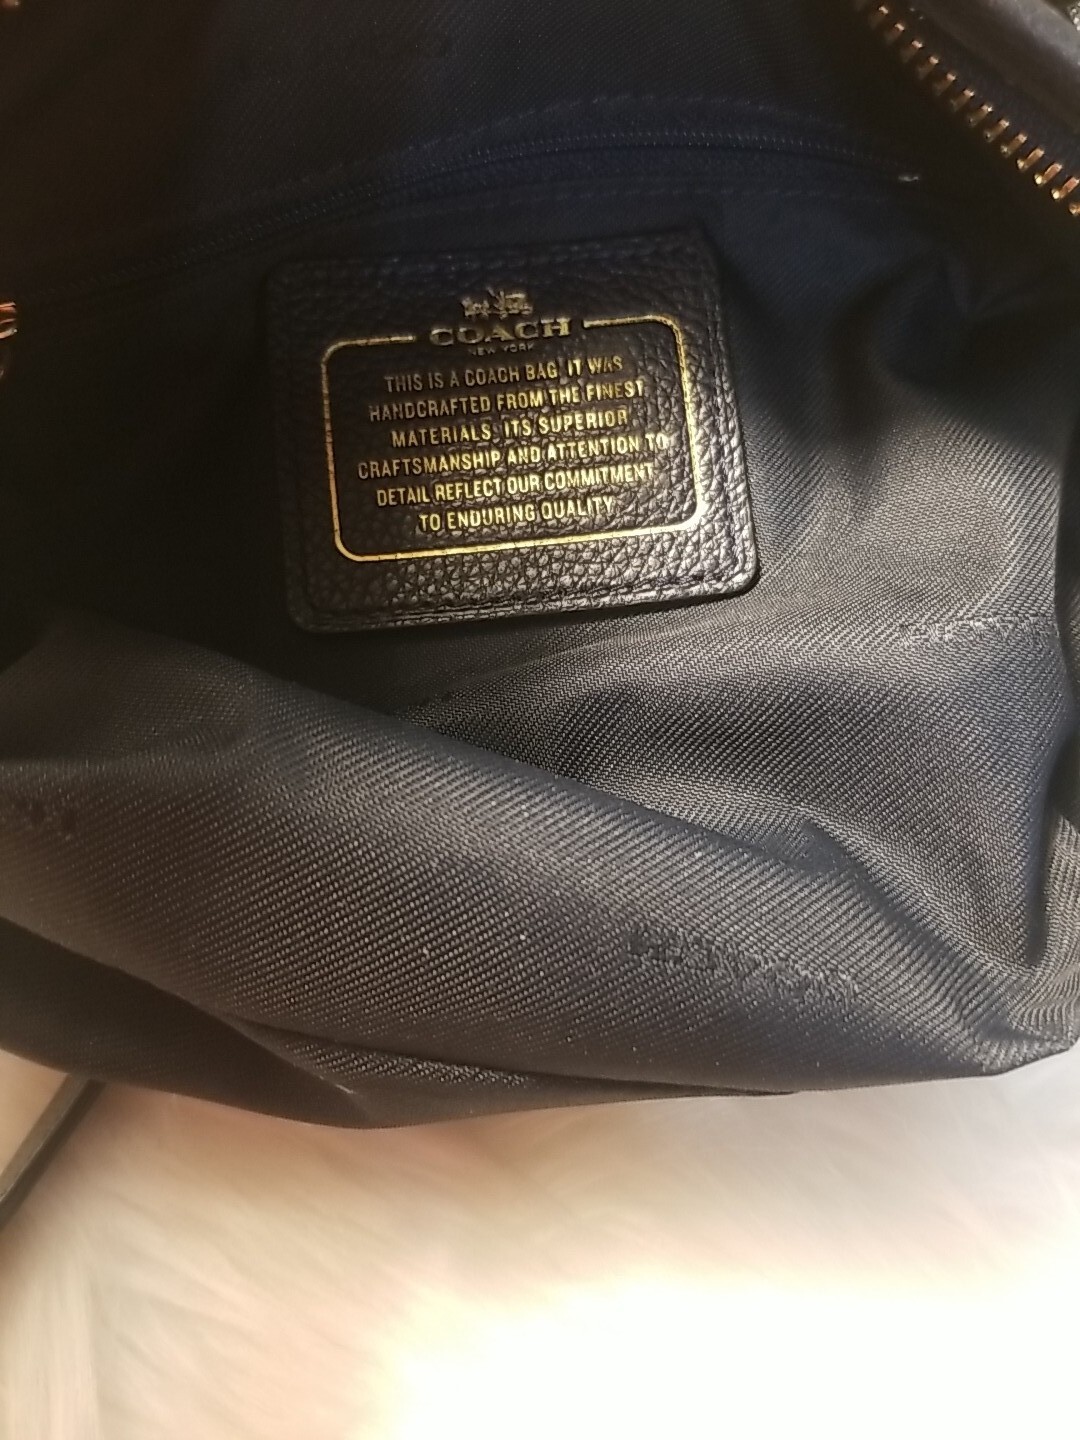 COACH
NEW YORK
THIS IS A COACH BAG. IT WAS
HANDCRAFTED FROM THE FINEST
MATERIALS. ITS SUPERIOR
CRAFTSMANSHIP AND ATTENTION TO
DETAIL REFLECT OUR COMMITMENT
TO ENDURING QUALITY.